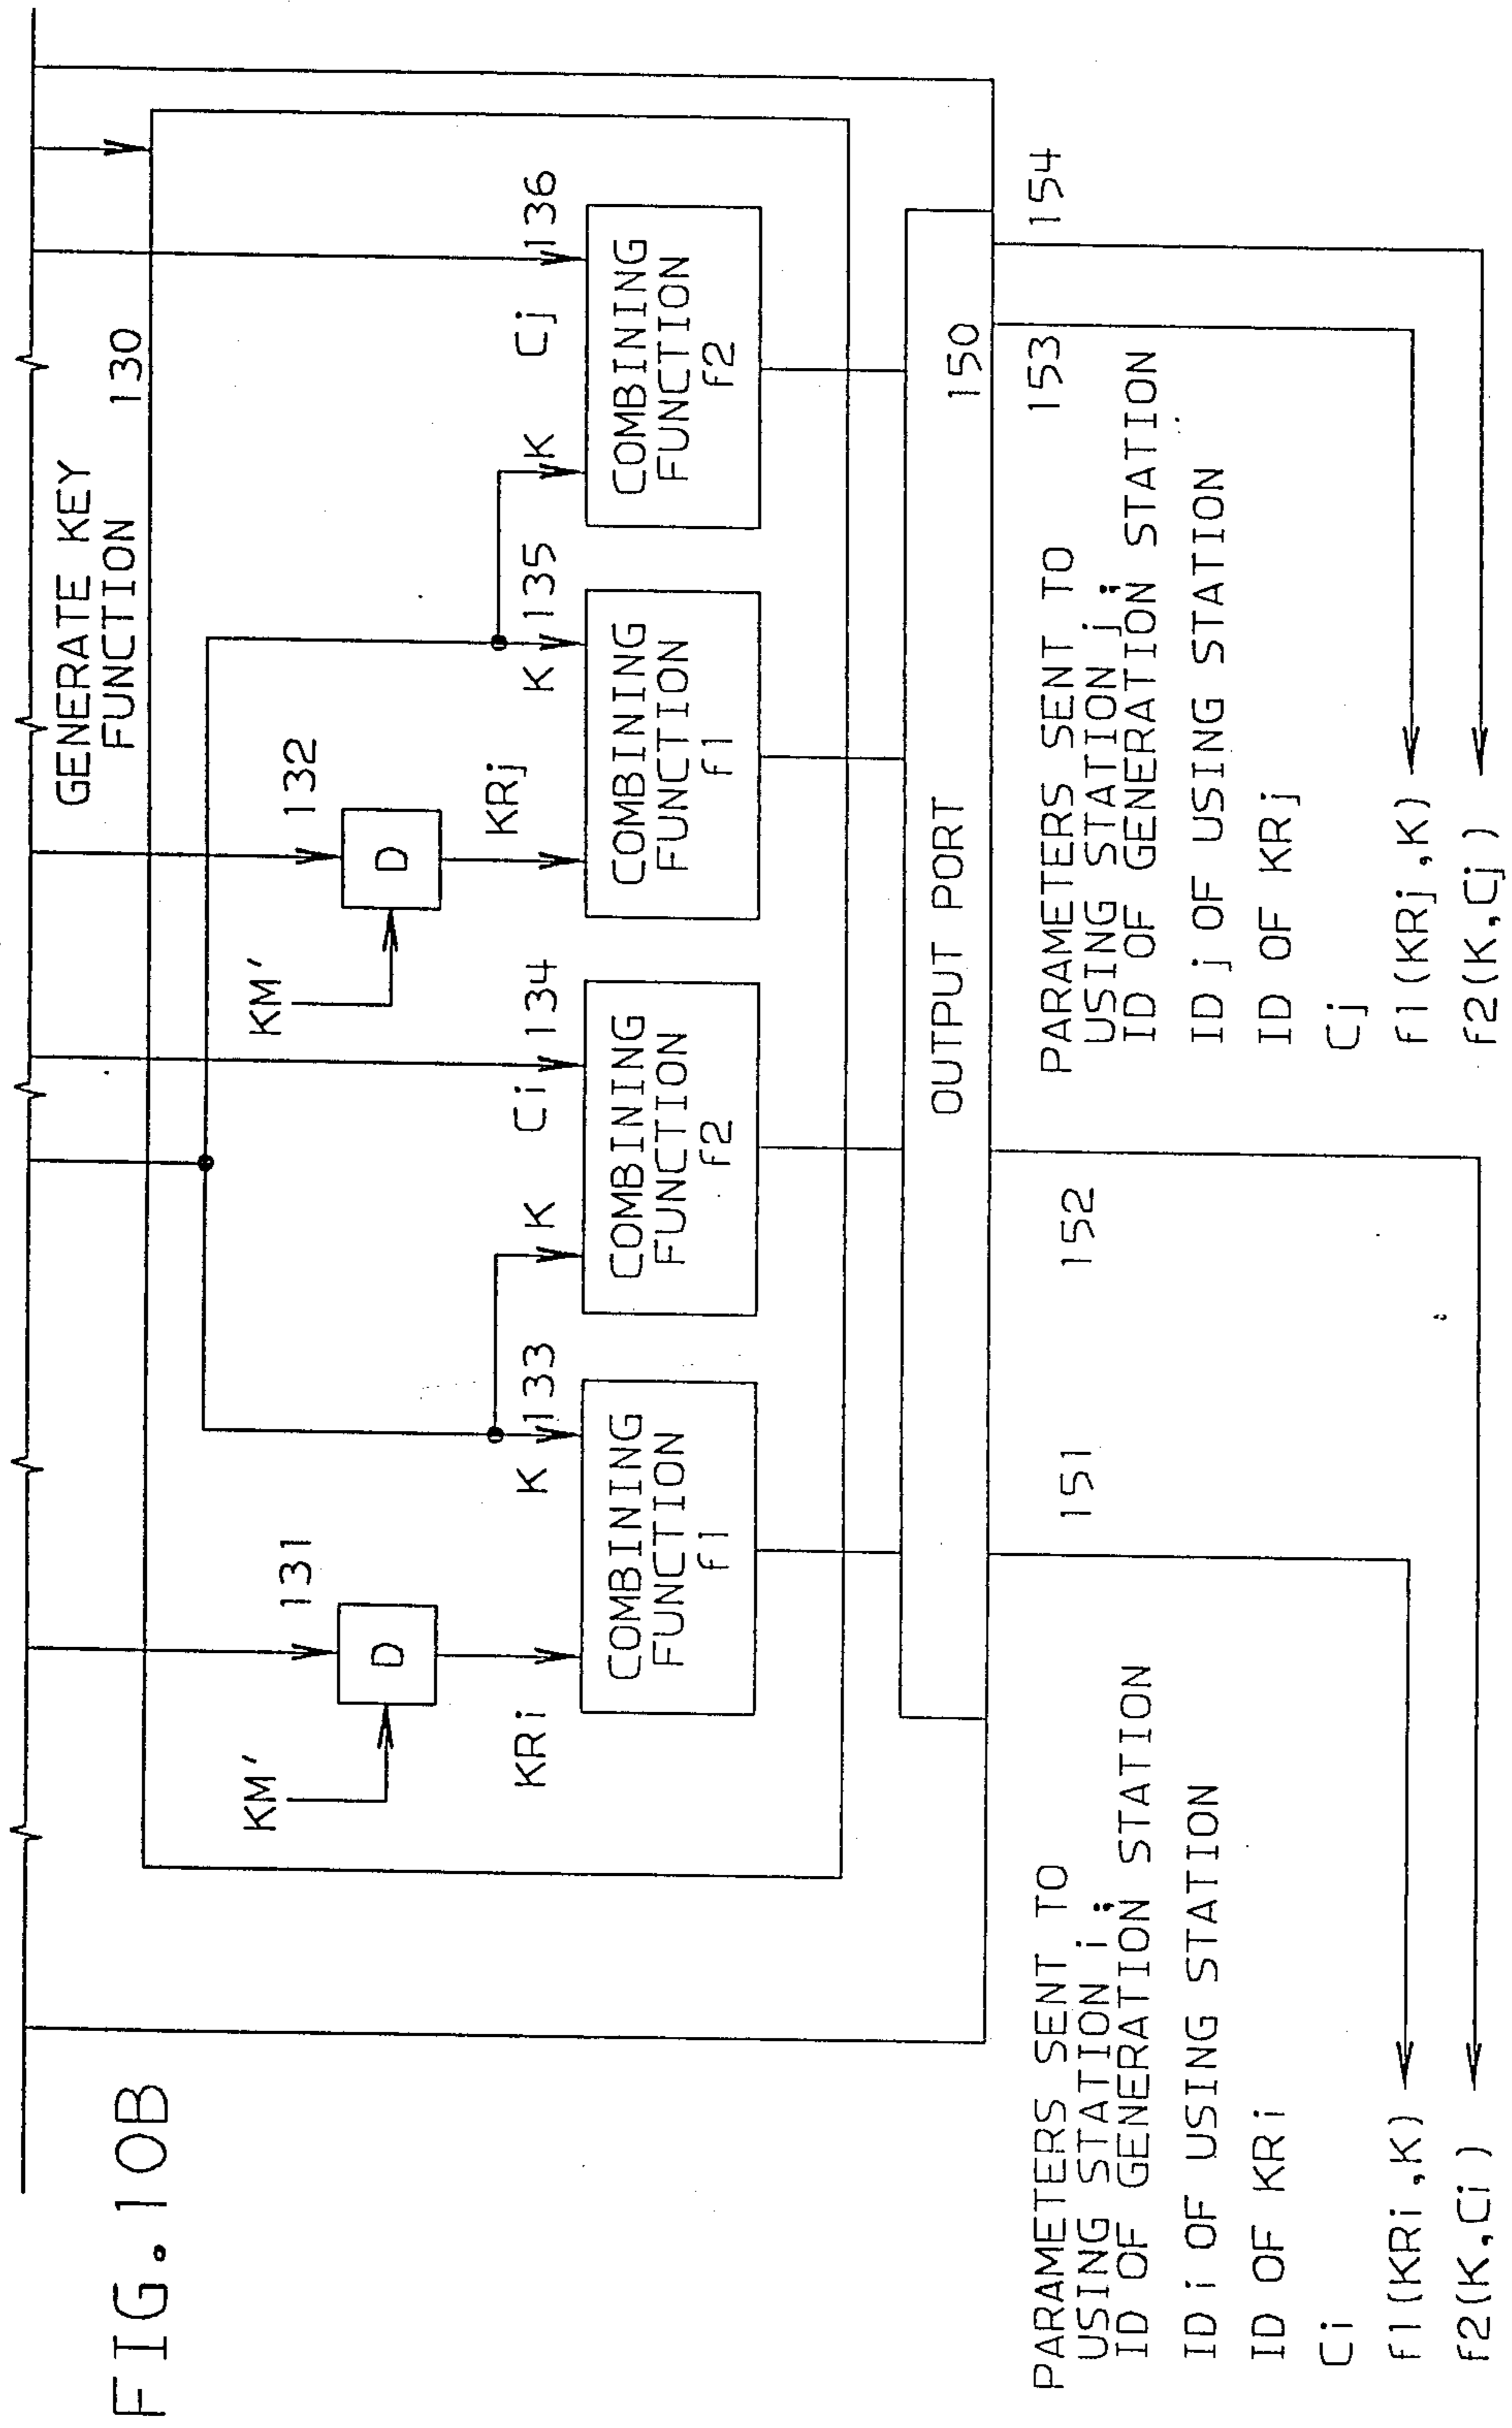 FIG.10B
GENERATE KEY
FUNCTION
130
KM'
131
D
KRi
K
133
COMBINING
FUNCTION
f1
K
Ci
134
COMBINING
FUNCTION
f2
KM'
132
D
KRj
K
135
COMBINING
FUNCTION
f1
K
Cj
136
COMBINING
FUNCTION
f2
OUTPUT PORT
150
151
152
153
154
PARAMETERS SENT TO
USING STATION i;
ID OF GENERATION STATION
ID i OF USING STATION
ID OF KRi
Ci
f1(KRi,K)
f2(K,Ci)
PARAMETERS SENT TO
USING STATION j;
ID OF GENERATION STATION
ID j OF USING STATION
ID OF KRj
Cj
f1(KRj,K)
f2(K,Cj)